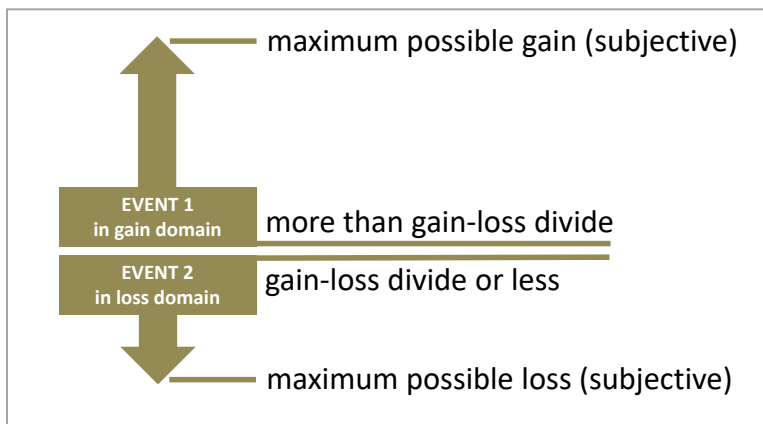 maximum possible gain (subjective)
EVENT 1
in gain domain
more than gain-loss divide
EVENT 2
in loss domain
gain-loss divide or less
maximum possible loss (subjective)